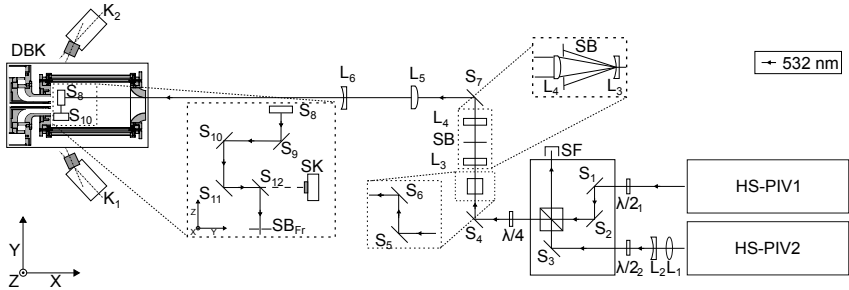 K₂
DBK
S₈
S₁₀
K₁
Y
Z
X
L₆
L₅
S₇
SB
L₄
L₃
532 nm
L₄
SB
L₃
S₈
S₁₀
S₉
S₁₁
S₁₂
SK
SB_Fr
Z
X
Y
S₆
S₅
S₄
λ/4
SF
S₁
S₂
S₃
λ/2₁
λ/2₂
L₂
L₁
HS-PIV1
HS-PIV2